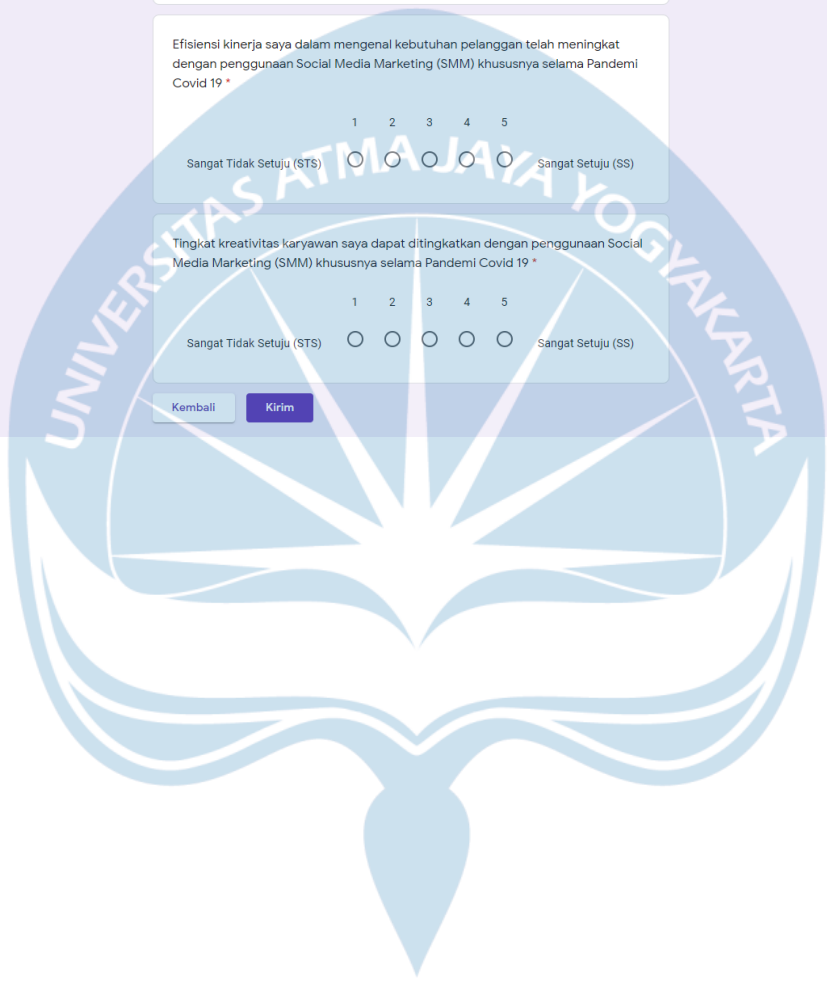 Efisiensi kinerja saya dalam mengenal kebutuhan pelanggan telah meningkat
dengan penggunaan Social Media Marketing (SMM) khususnya selama Pandemi
Covid 19 *
1 2 3 4 5
Sangat Tidak Setuju (STS) Sangat Setuju (SS)
UNIVERSITAS ATMA JAYA YOGYAKARTA
Tingkat kreativitas karyawan saya dapat ditingkatkan dengan penggunaan Social
Media Marketing (SMM) khususnya selama Pandemi Covid 19 *
1 2 3 4 5
Sangat Tidak Setuju (STS) Sangat Setuju (SS)
Kembali Kirim